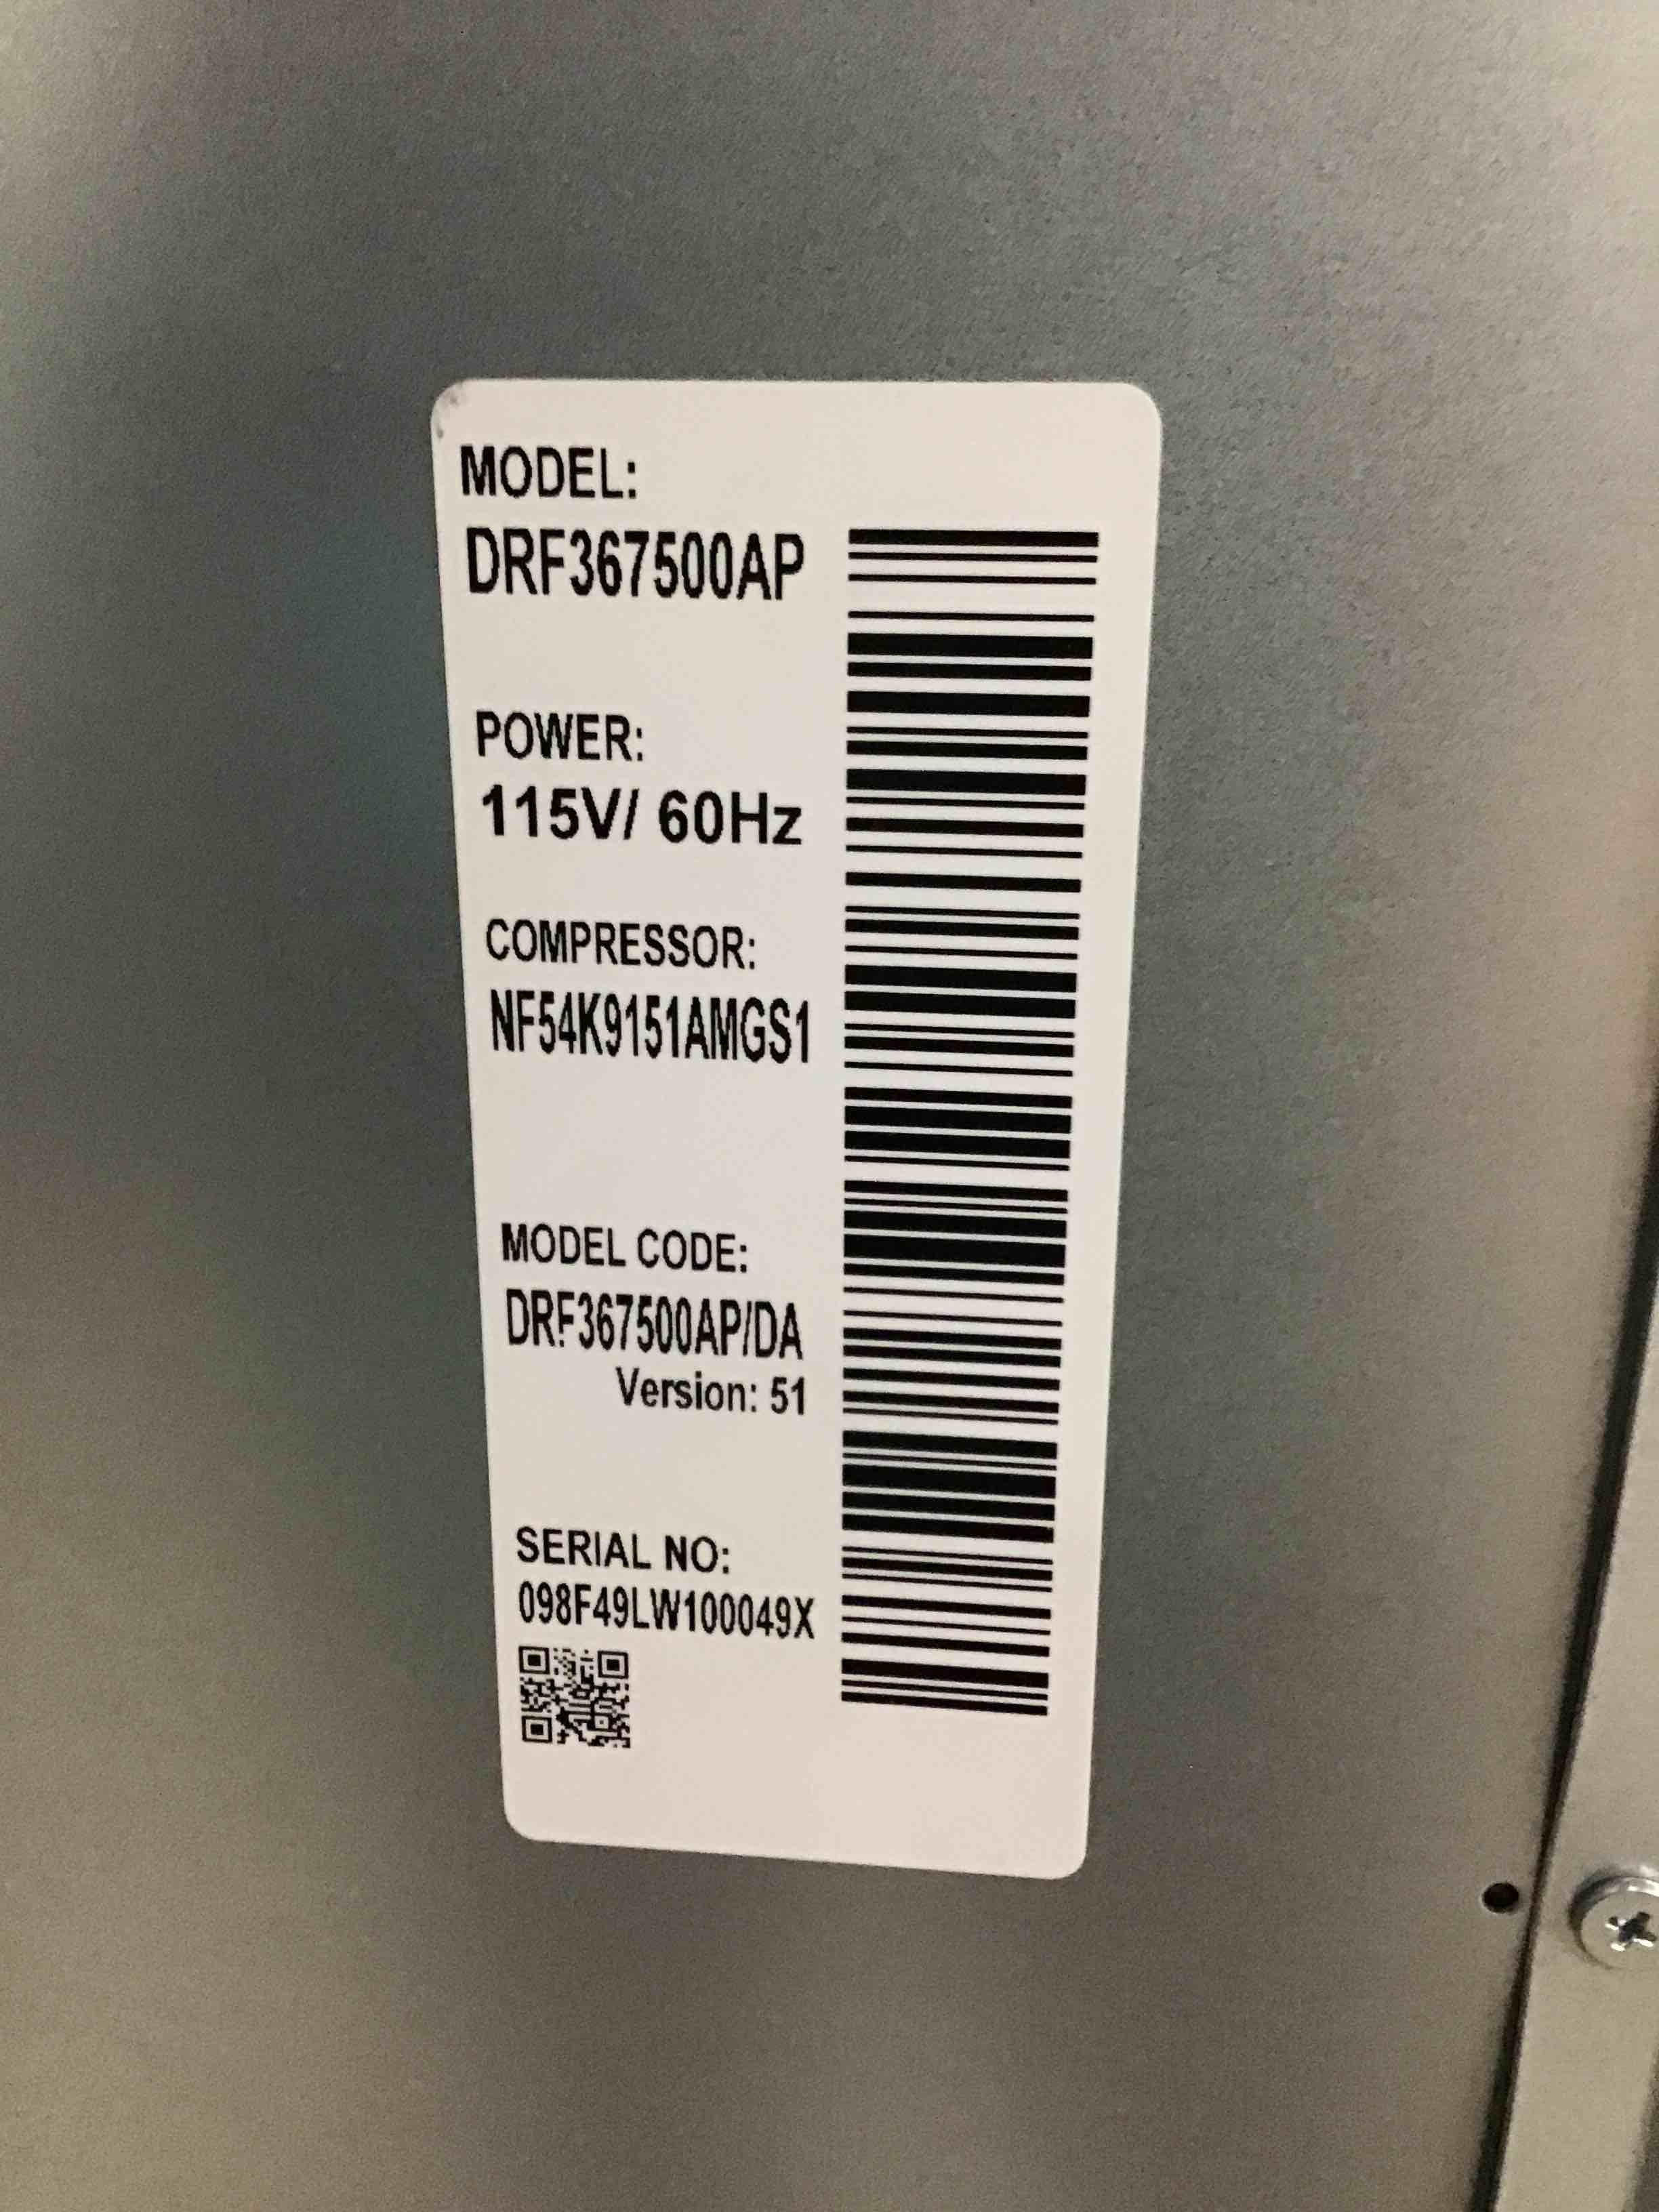 MODEL:
DRF367500AP
POWER:
115V/ 60Hz
COMPRESSOR:
NF54K9151AMGS1
MODEL CODE:
DRF367500AP/DA
Version: 51
SERIAL NO:
098F49LW100049X